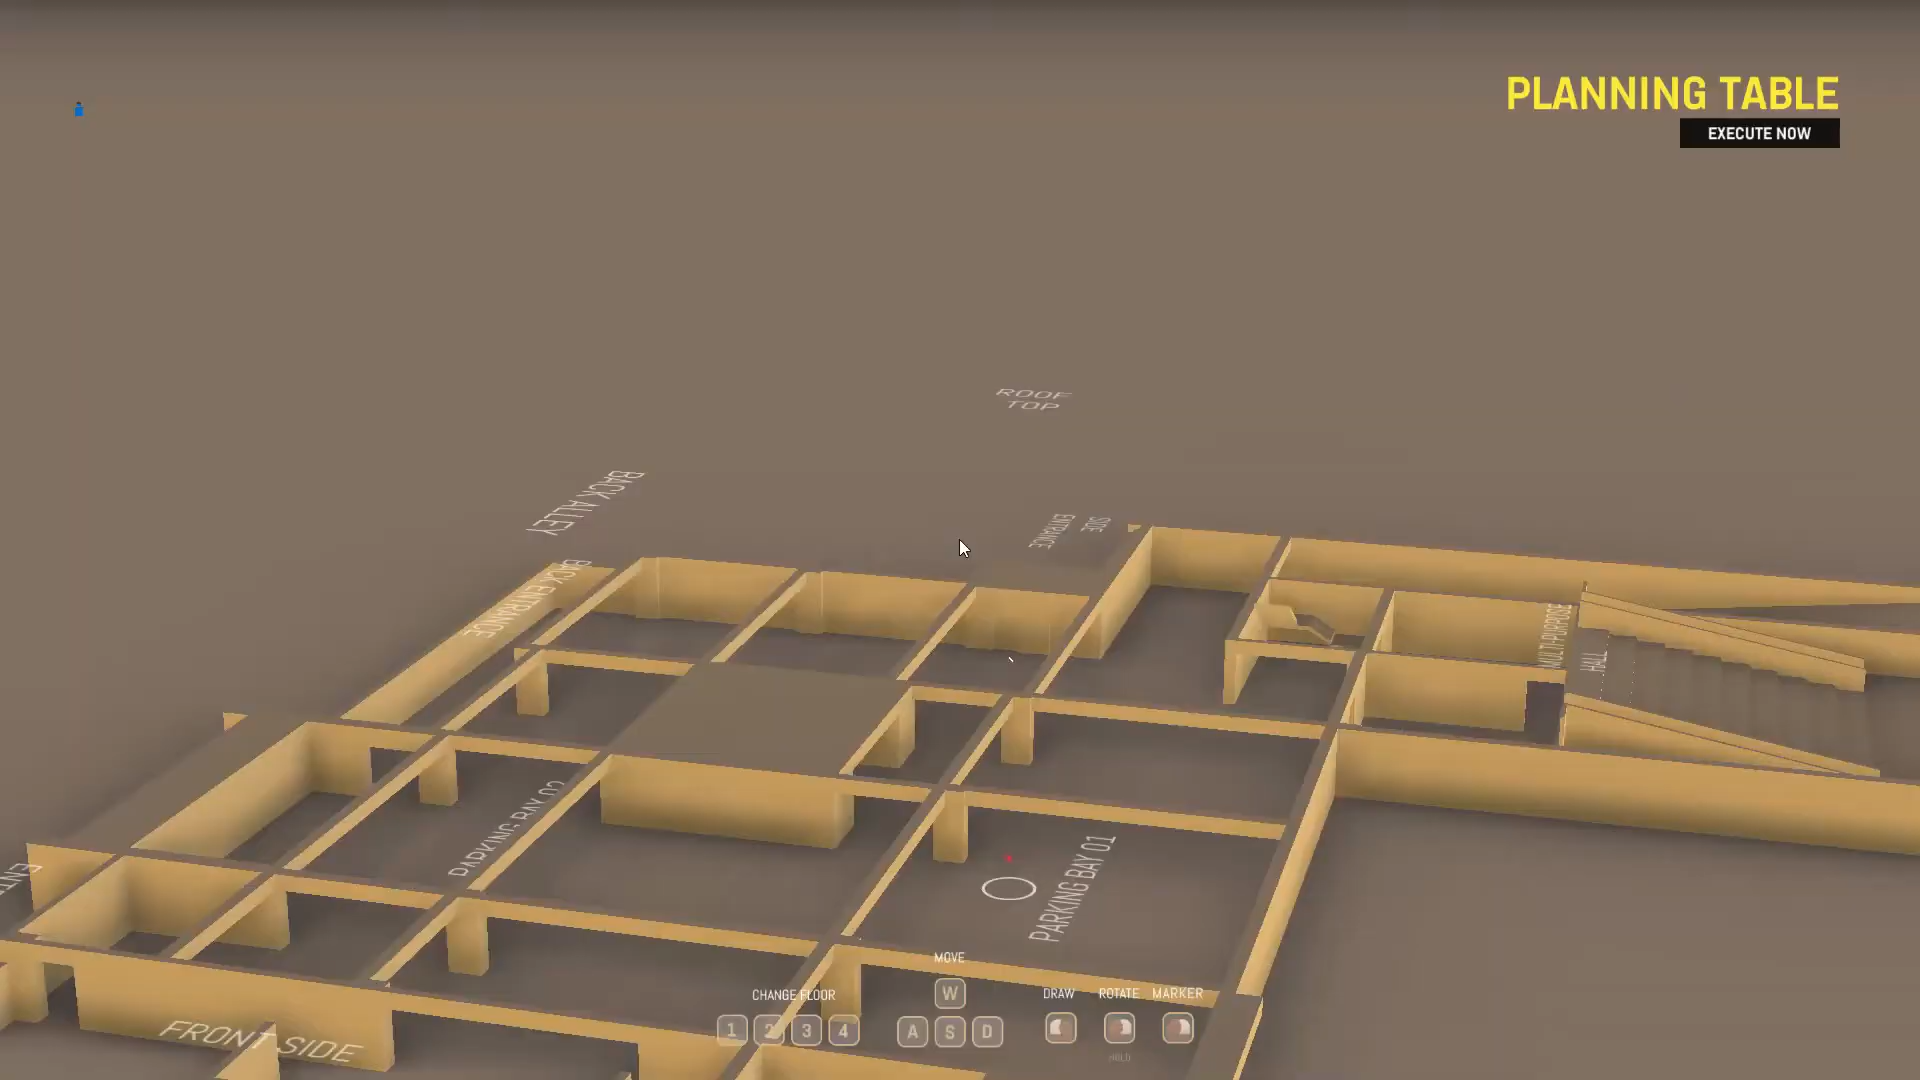 PLANNING TABLE
EXECUTE NOW
ROOF
TOP
BACK ALLEY
SIDE
ENTRANCE
BACK ENTRANCE
MULTI-PURPOSE
HALL
PARKING BAY 02
PARKING BAY 01
FRONT SIDE
MOVE
W
CHANGE FLOOR
DRAW ROTATE MARKER
1 2 3 4
A S D
HOLD